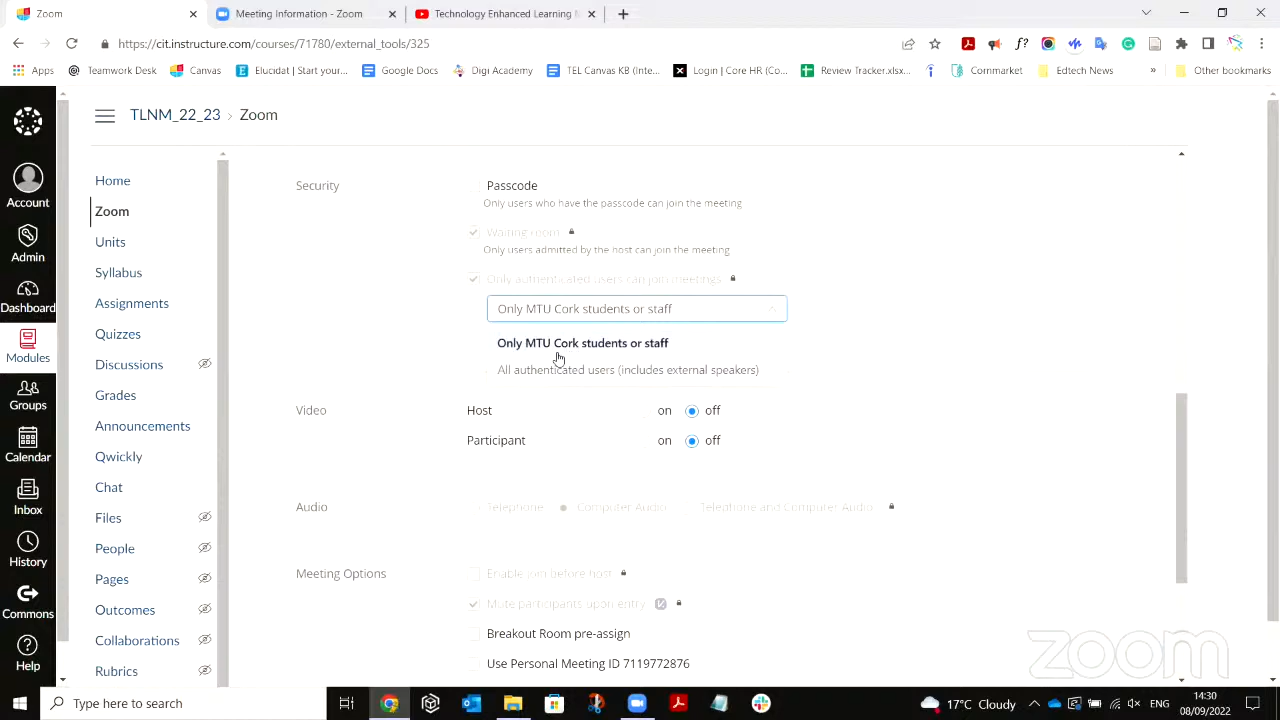 Zoom
Meeting Information - Zoom
Technology Enhanced Learning
https://cit.instructure.com/courses/71780/external_tools/325
Apps
Teamwork Desk
Canvas
Elucidat | Start your...
Google Docs
Digi Academy
TEL Canvas KB (Inte...
Login | Core HR (Co...
Review Tracker.xlsx...
Commarket
Edtech News
»
Other bookmarks
TLNM_22_23 › Zoom
Account
Admin
Dashboard
Modules
Groups
Calendar
Inbox
History
Commons
Help
Home
Zoom
Units
Syllabus
Assignments
Quizzes
Discussions
Grades
Announcements
Qwickly
Chat
Files
People
Pages
Outcomes
Collaborations
Rubrics
Security
Passcode
Only users who have the passcode can join the meeting
Waiting Room
Only users admitted by the host can join the meeting
Only authenticated users can join meetings
Only MTU Cork students or staff
Only MTU Cork students or staff
All authenticated users (includes external speakers)
Video
Host on off
Participant on off
Audio
Telephone Computer Audio Telephone and Computer Audio
Meeting Options
Enable join before host
Mute participants upon entry
Breakout Room pre-assign
Use Personal Meeting ID 7119772876
zoom
Type here to search
17°C Cloudy
ENG
14:30
08/09/2022